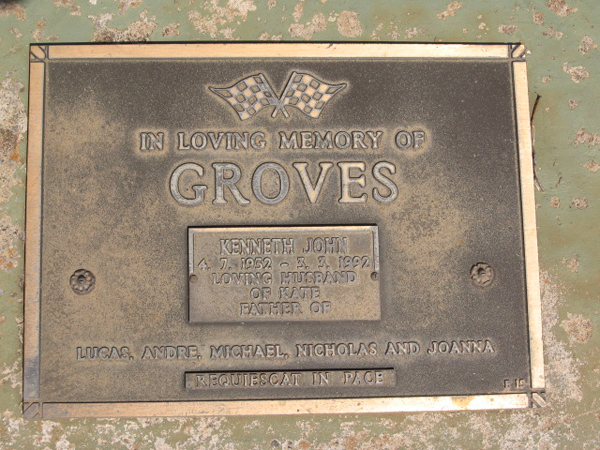 IN LOVING MEMORY OF
GROVES
KENNETH JOHN
4. 7. 1952 - 3. 3. 1992
LOVING HUSBAND
OF KATE
FATHER OF
LUCAS, ANDRE, MICHAEL, NICHOLAS AND JOANNA
REQUIESCAT IN PACE